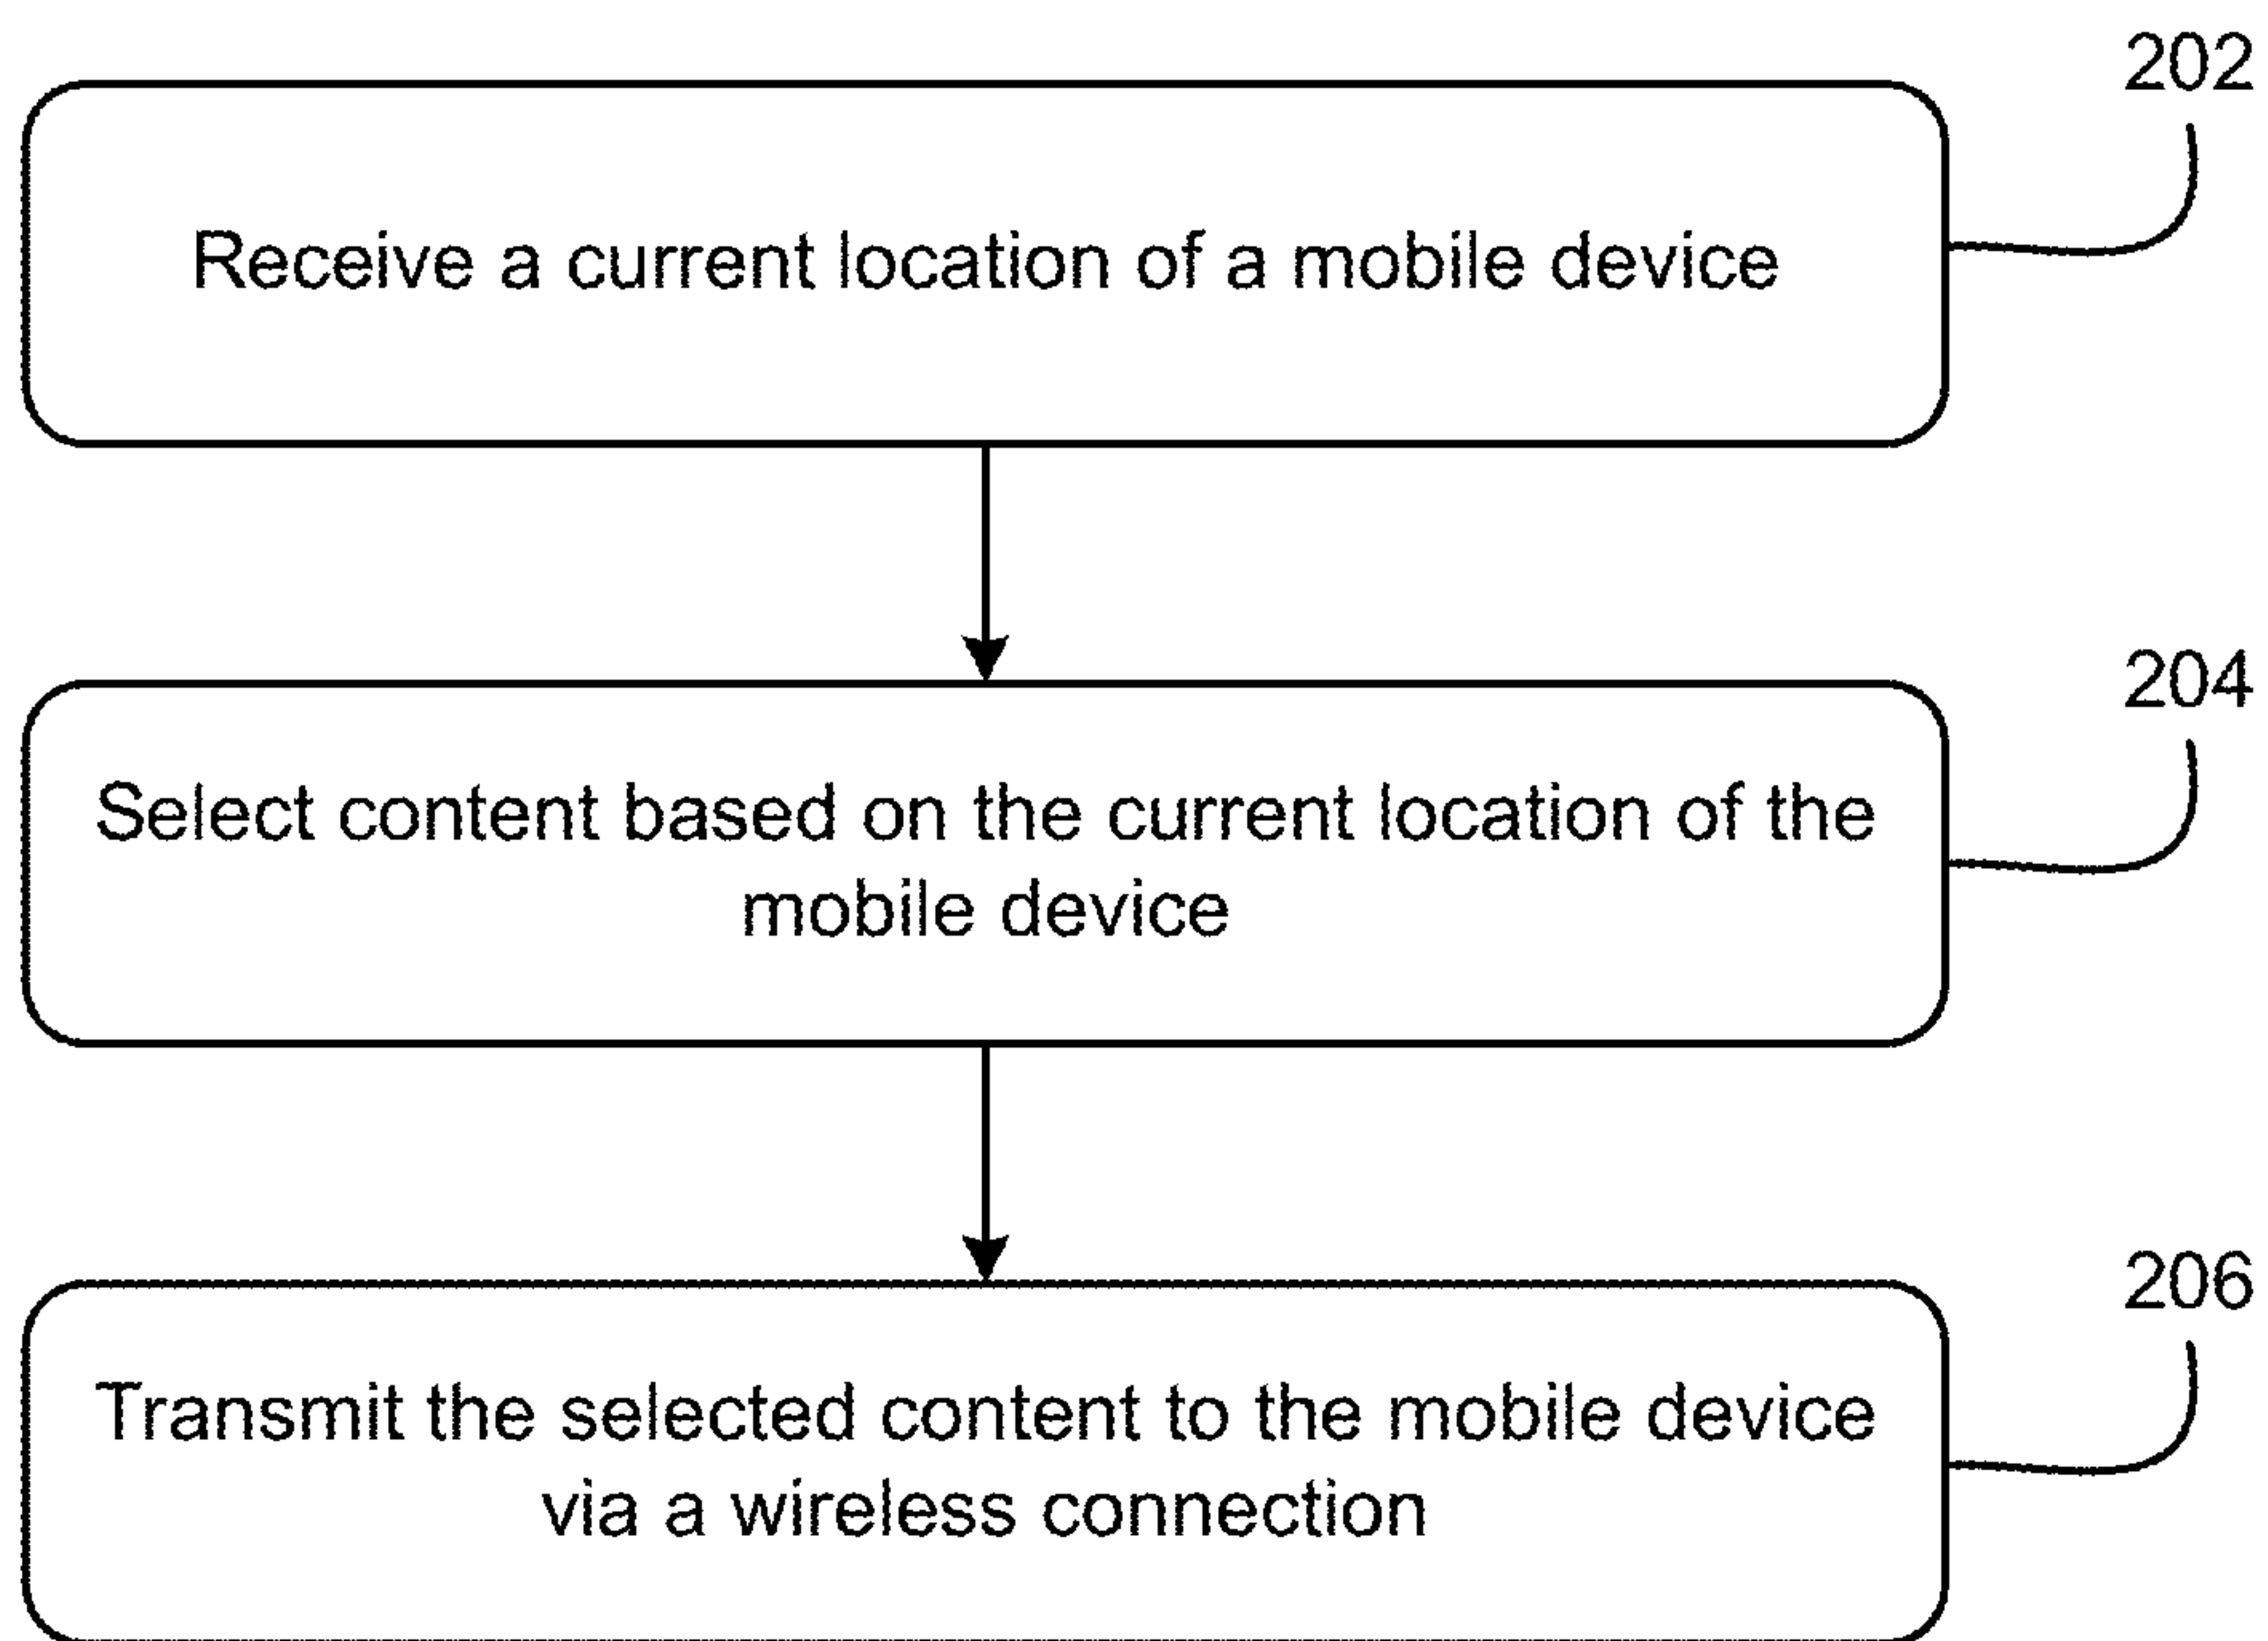 202
Receive a current location of a mobile device
204
Select content based on the current location of the
mobile device
206
Transmit the selected content to the mobile device
via a wireless connection